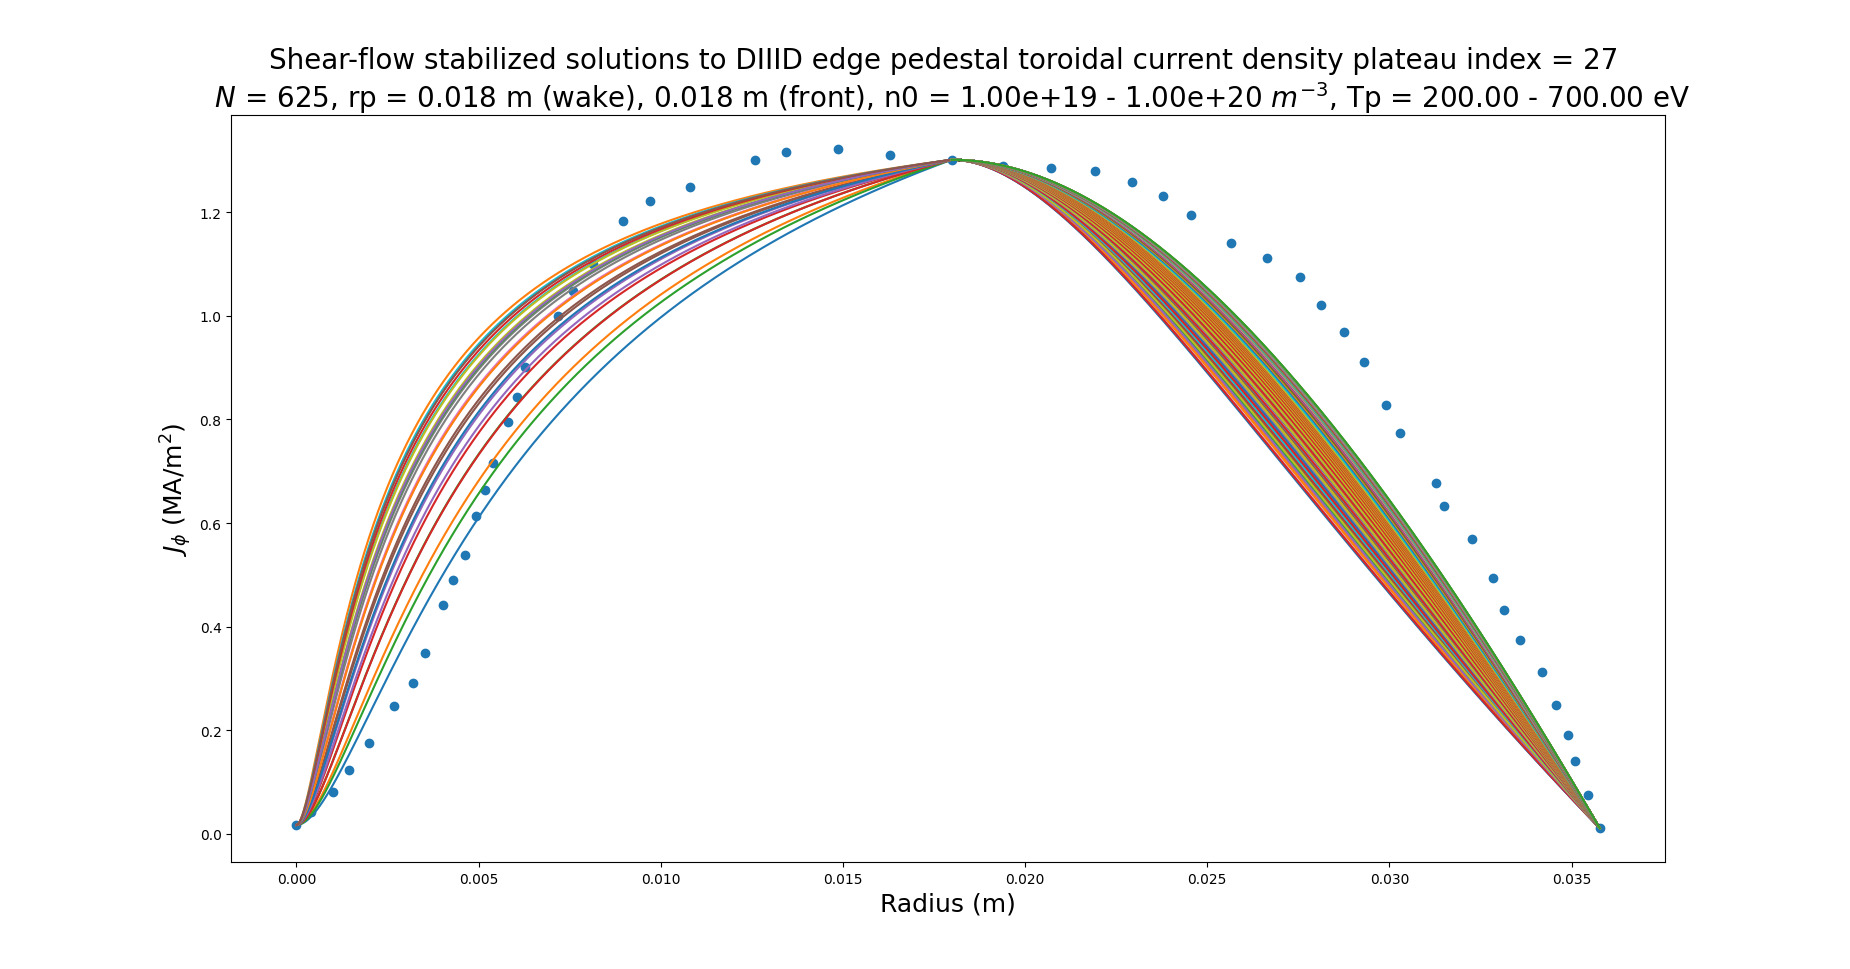 Shear-flow stabilized solutions to DIIID edge pedestal toroidal current density plateau index = 27
N = 625, rp = 0.018 m (wake), 0.018 m (front), n0 = 1.00e+19 - 1.00e+20 m⁻³, Tp = 200.00 - 700.00 eV
J_ϕ (MA/m²)
1.2
1.0
0.8
0.6
0.4
0.2
0.0
0.000 0.005 0.010 0.015 0.020 0.025 0.030 0.035
Radius (m)